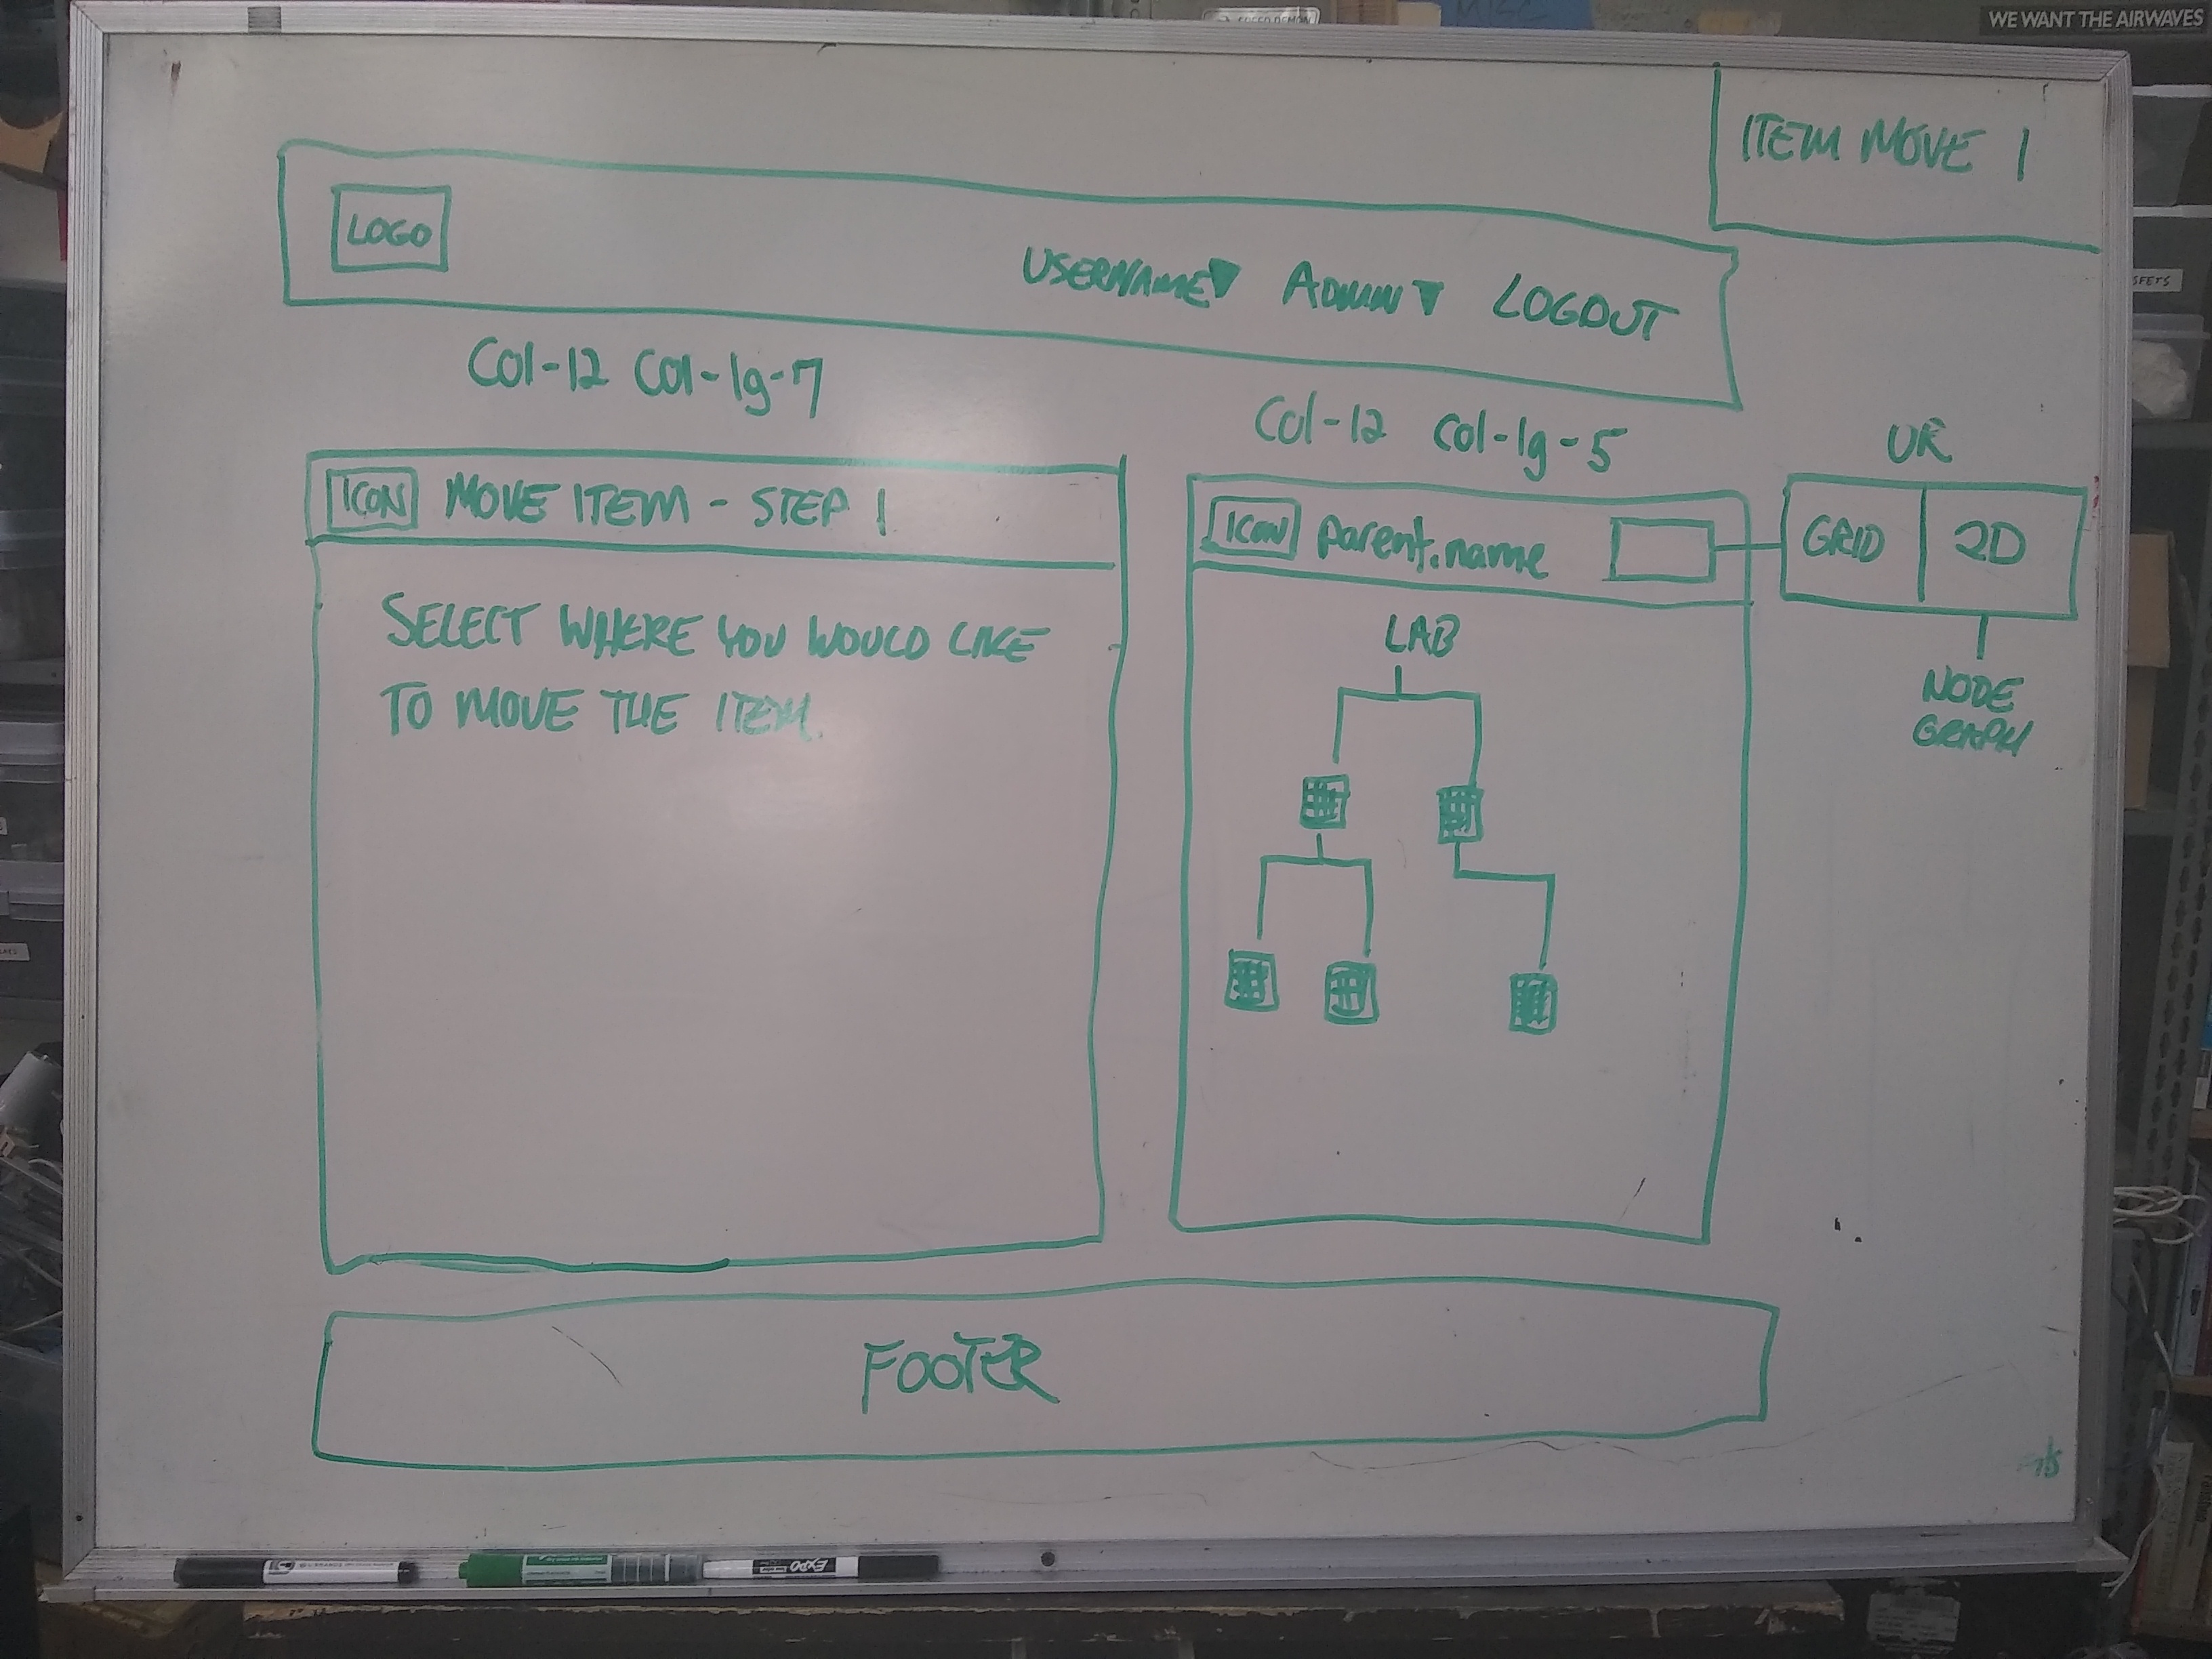 WE WANT THE AIRWAVES
ITEM MOVE 1
LOGO
USERNAME ADMIN LOGOUT
Col-12 Col-lg-7
Col-12 Col-lg-5
ICON MOVE ITEM - STEP 1
SELECT WHERE YOU WOULD LIKE
TO MOVE THE ITEM.
ICON parent.name
LAB
GRID 2D
NODE
GRAPH
FOOTER
EXPO